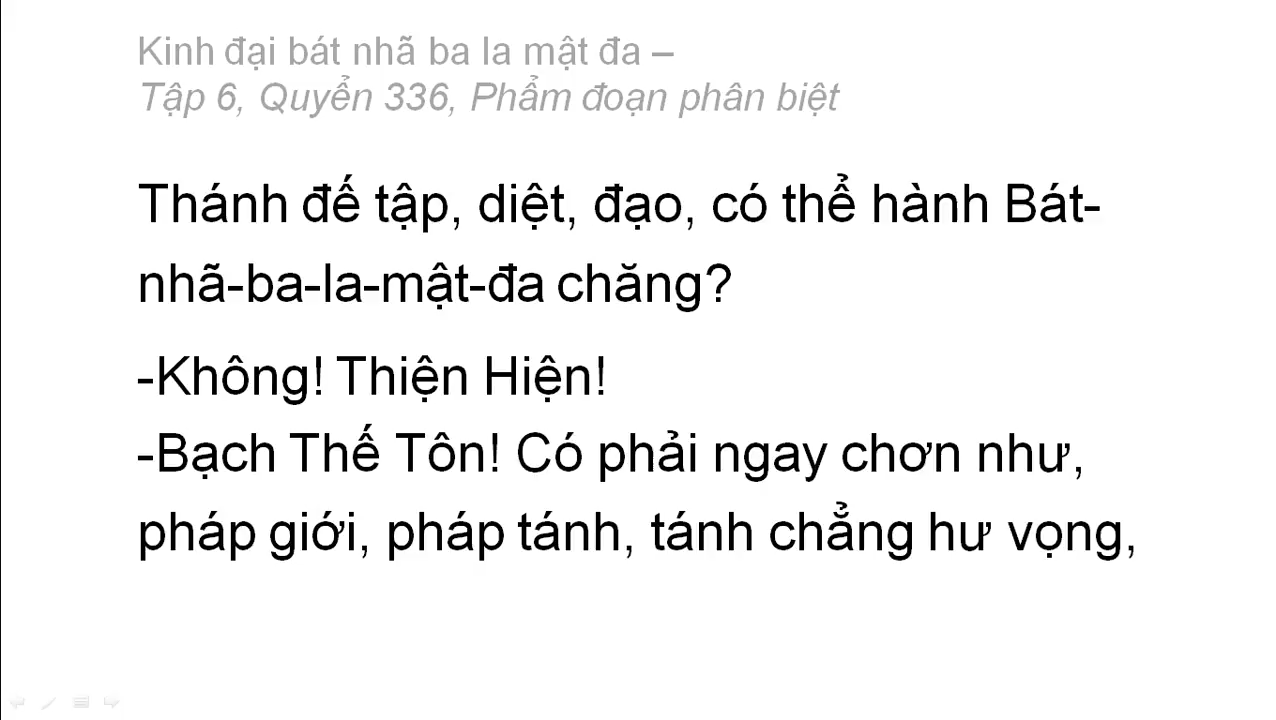 Kinh đại bát nhã ba la mật đa –
Tập 6, Quyển 336, Phẩm đoạn phân biệt
Thánh đế tập, diệt, đạo, có thể hành Bát-
nhã-ba-la-mật-đa chăng?
-Không! Thiện Hiện!
-Bạch Thế Tôn! Có phải ngay chơn như,
pháp giới, pháp tánh, tánh chẳng hư vọng,